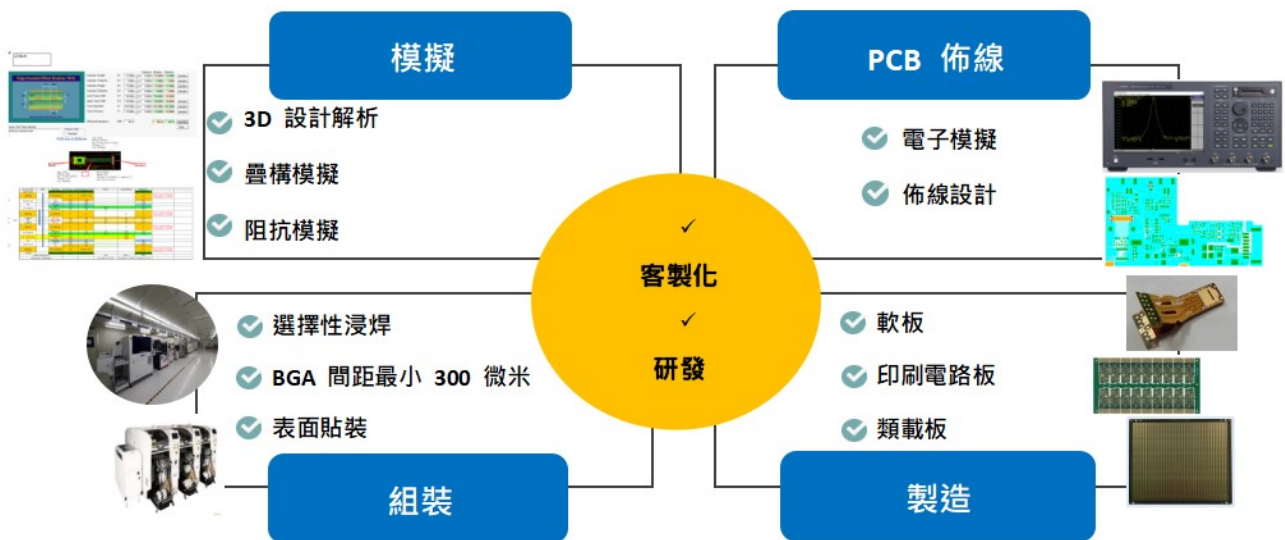 模擬
3D 設計解析
疊構模擬
阻抗模擬
PCB 佈線
電子模擬
佈線設計
客製化
研發
選擇性浸焊
BGA 間距最小 300 微米
表面貼裝
組裝
軟板
印刷電路板
類載板
製造